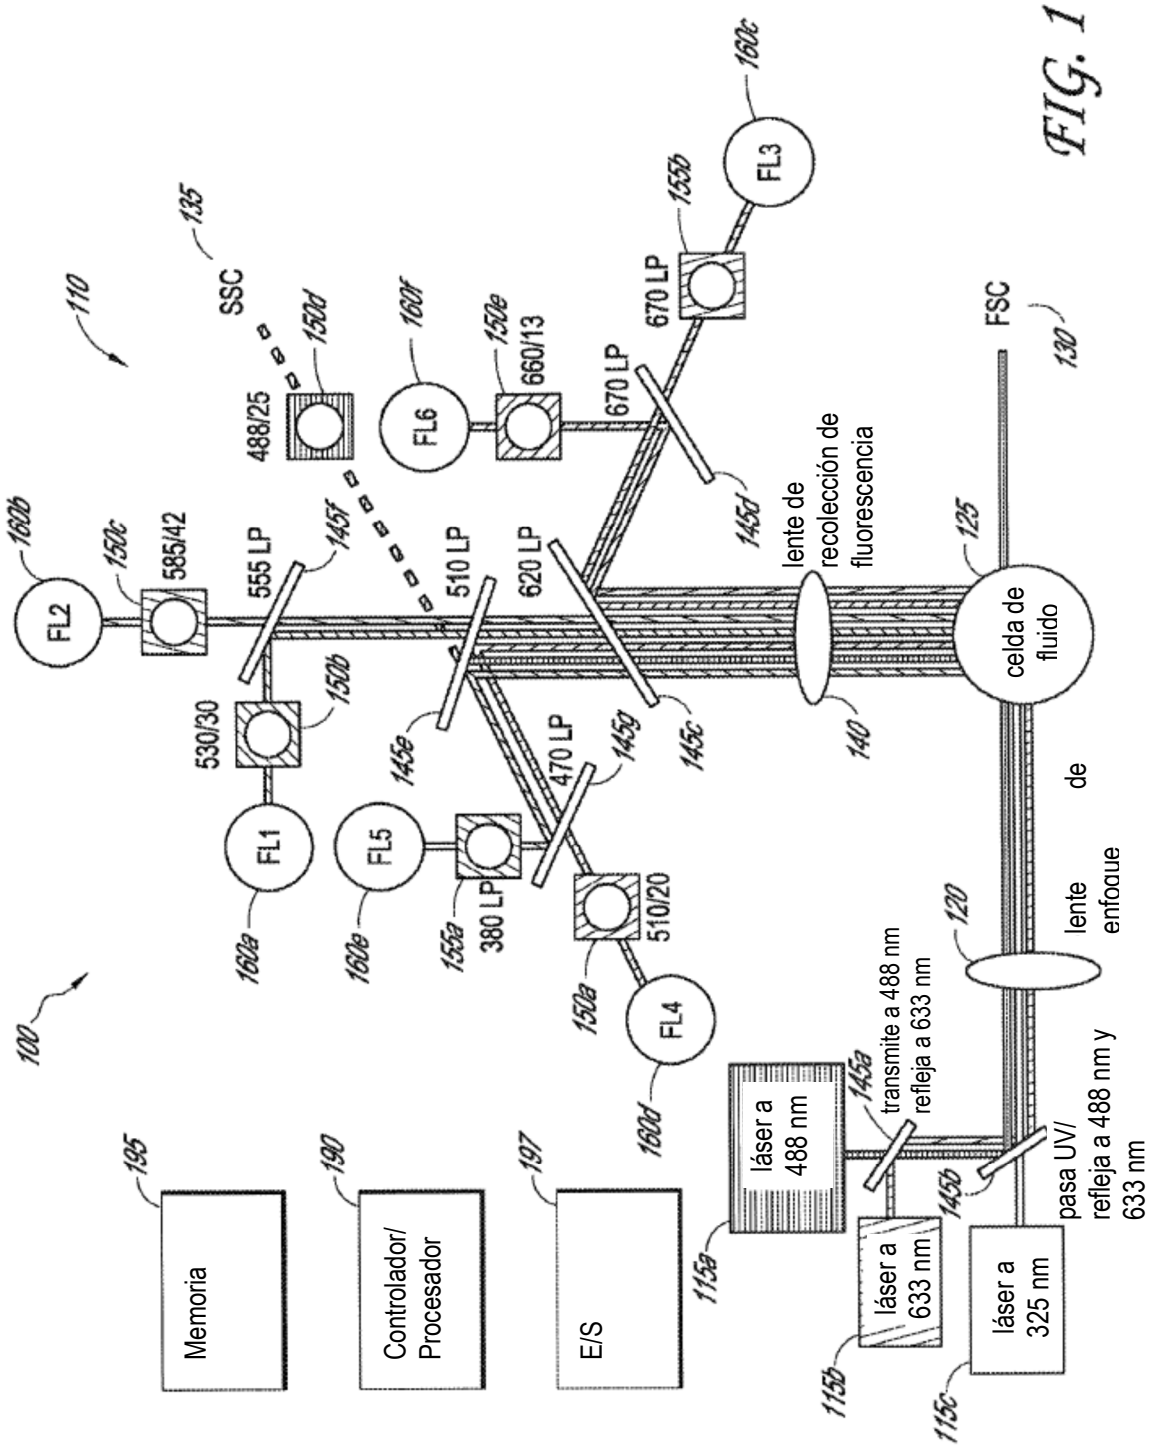 100
110
195
Memoria
190
Controlador/
Procesador
197
E/S
160b
FL2
150c
585/42
555 LP
145f
530/30
150b
FL1
160a
135
SSC
488/25
150d
160f
FL6
150e
660/13
670 LP
145d
670 LP
155b
FL3
160c
510 LP
145e
620 LP
145c
FL5
160e
155a
380 LP
470 LP
145g
150a
510/20
FL4
160d
lente de
recolección de
fluorescencia
140
125
celda de
fluido
FSC
130
115a
láser a
488 nm
145a
transmite a 488 nm
refleja a 633 nm
115b
láser a
633 nm
145b
pasa UV/
refleja a 488 nm y
633 nm
115c
láser a
325 nm
120
lente de
enfoque
FIG. 1